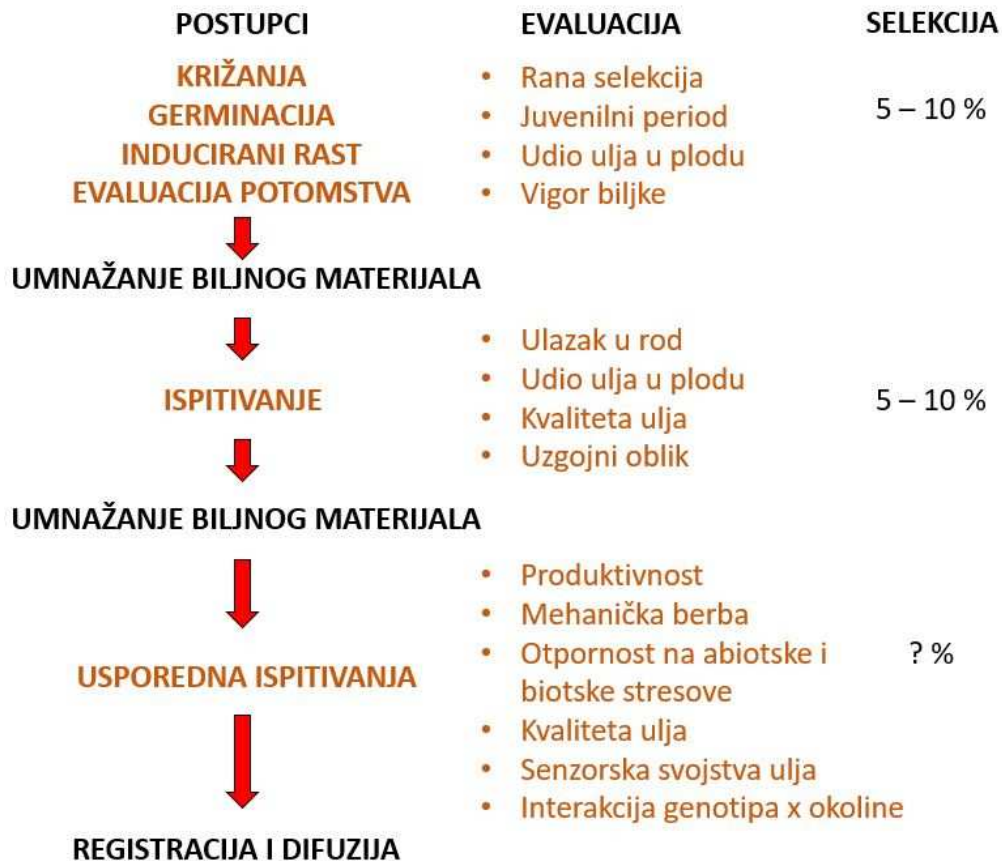 POSTUPCI
EVALUACIJA
SELEKCIJA
KRIŽANJA
GERMINACIJA
INDUCIRANI RAST
EVALUACIJA POTOMSTVA
• Rana selekcija
• Juvenilni period
• Udio ulja u plodu
• Vigor biljke
5 – 10 %
UMNAŽANJE BILJNOG MATERIJALA
ISPITIVANJE
• Ulazak u rod
• Udio ulja u plodu
• Kvaliteta ulja
• Uzgojni oblik
5 – 10 %
UMNAŽANJE BILJNOG MATERIJALA
USPOREDNA ISPITIVANJA
• Produktivnost
• Mehanička berba
• Otpornost na abiotske i
biotske stresove
• Kvaliteta ulja
• Senzorska svojstva ulja
• Interakcija genotipa x okoline
? %
REGISTRACIJA I DIFUZIJA